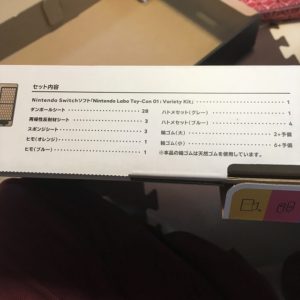 セット内容
Nintendo Switchソフト「Nintendo Labo Toy-Con 01: Variety Kit」 1
ダンボールシート 28
再帰性反射材シート 3
スポンジシート 3
ヒモ(オレンジ) 1
ヒモ(ブルー) 1
ハトメセット(グレー) 1
ハトメセット(ブルー) 4
輪ゴム(大) 2+予備
輪ゴム(小) 6+予備
※本品の輪ゴムは天然ゴムを使用しています。